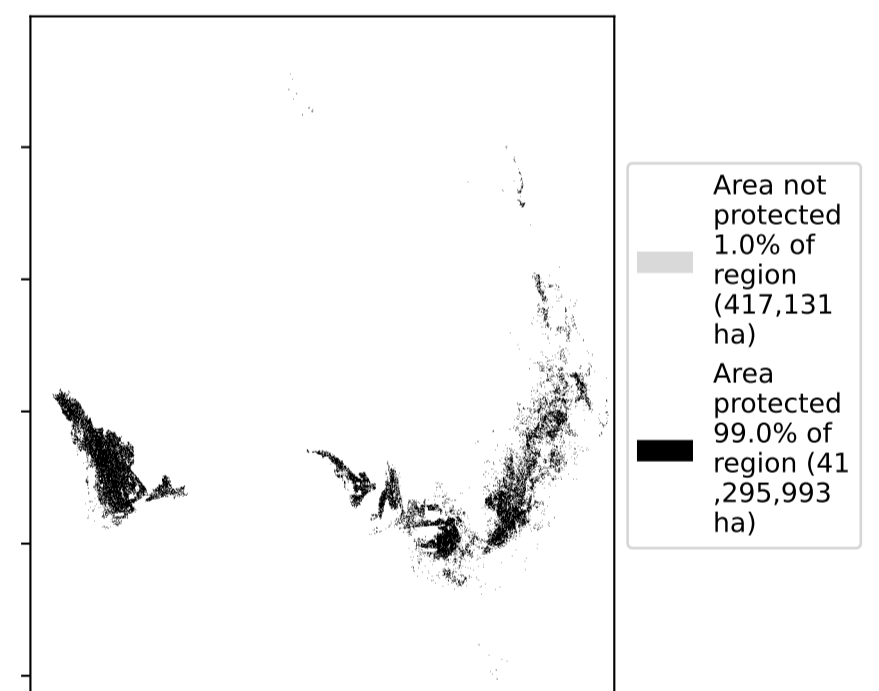 Area not
protected
1.0% of
region
(417,131
ha)
Area
protected
99.0% of
region (41
,295,993
ha)